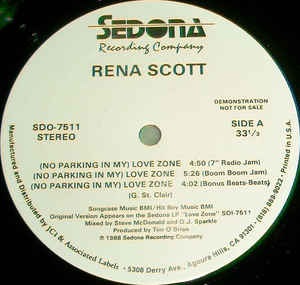 SEDONA
Recording Company
RENA SCOTT
DEMONSTRATION
NOT FOR SALE
SDO-7511
STEREO
SIDE A
33⅓
(NO PARKING IN MY) LOVE ZONE 4:50 (7" Radio Jam)
(NO PARKING IN MY) LOVE ZONE 5:26 (Boom Boom Jam)
(NO PARKING IN MY) LOVE ZONE 4:02 (Bonus Beats-Beats)
(G. St. Clair)
Songcase Music BMI/Hit Boy Music BMI
Original Version Appears on the Sedona LP "Love Zone" SDI-7511
Mixed by Steve McDonald and O.J. Sparkle
Produced by Tim O'Brien
℗ 1988 Sedona Recording Company
Manufactured by JCI & Associated Labels - 5308 Derry Ave., Agoura Hills, CA 91301 - (818) 889-9022 - Printed in U.S.A.